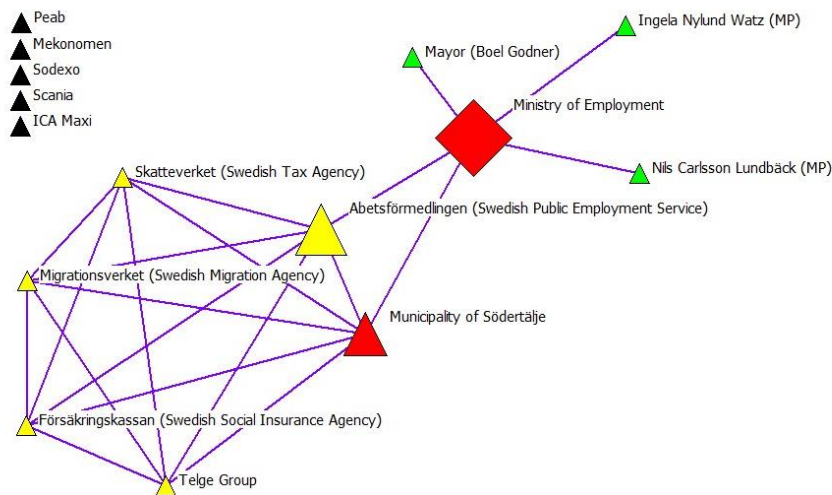 Peab
Mekonomen
Sodexo
Scania
ICA Maxi
Ingela Nylund Watz (MP)
Mayor (Boel Godner)
Ministry of Employment
Nils Carlsson Lundbäck (MP)
Skatteverket (Swedish Tax Agency)
Abetsförmedlingen (Swedish Public Employment Service)
Migrationsverket (Swedish Migration Agency)
Municipality of Södertälje
Försäkringskassan (Swedish Social Insurance Agency)
Telge Group